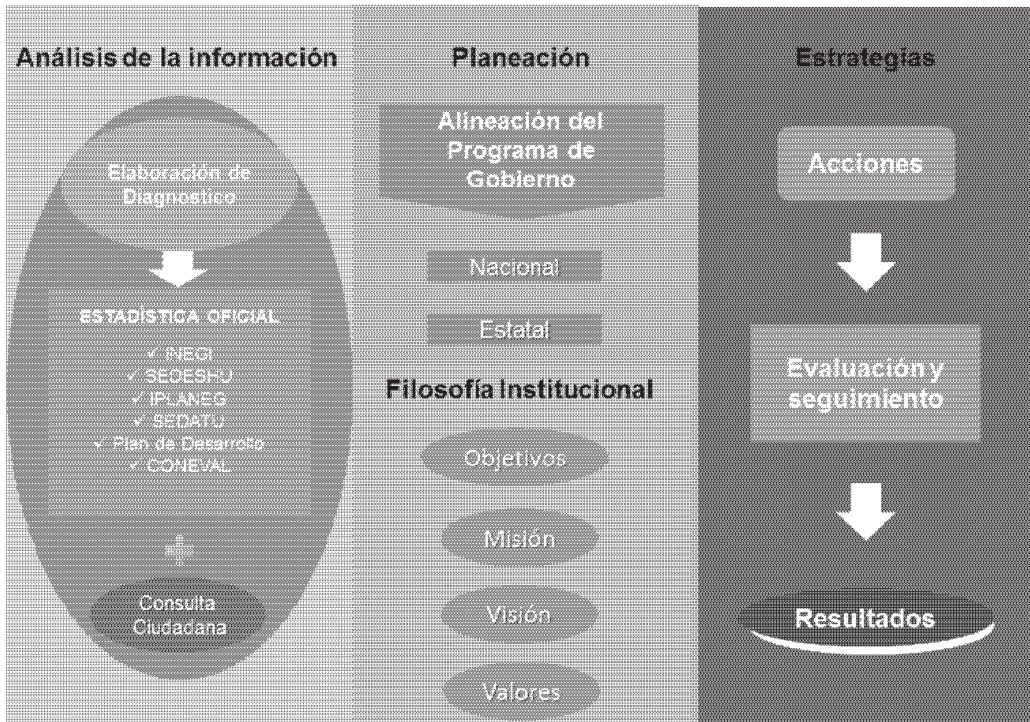 Análisis de la información
Elaboración de
Diagnostico
ESTADÍSTICA OFICIAL
✓ INEGI
✓ SEDESHU
✓ IPLANEG
✓ SEDATU
✓ Plan de Desarrollo
✓ CONEVAL
Consulta
Ciudadana
Planeación
Alineación del
Programa de
Gobierno
Nacional
Estatal
Filosofía Institucional
Objetivos
Misión
Visión
Valores
Estrategias
Acciones
Evaluación y
seguimiento
Resultados